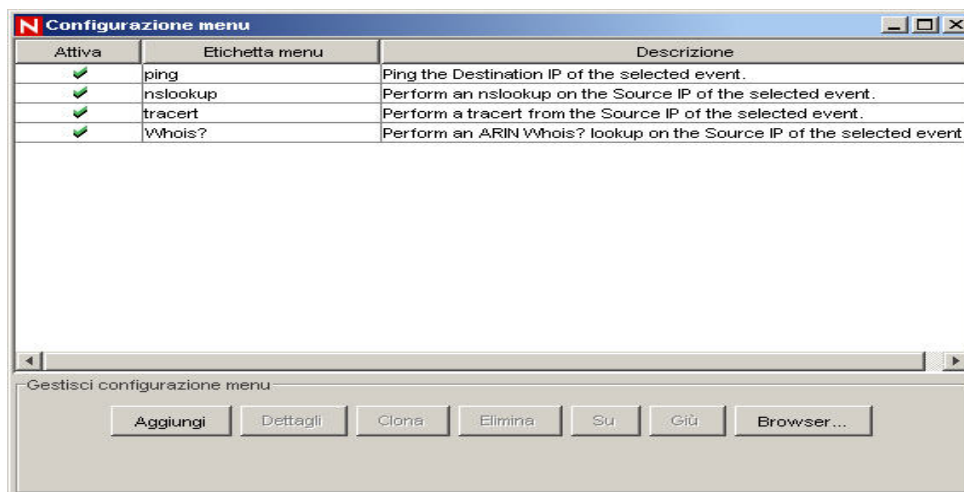 Configurazione menu
Attiva Etichetta menu Descrizione
ping Ping the Destination IP of the selected event.
nslookup Perform an nslookup on the Source IP of the selected event.
tracert Perform a tracert from the Source IP of the selected event.
Whois? Perform an ARIN Whois? lookup on the Source IP of the selected event
Gestisci configurazione menu
Aggiungi Dettagli Clona Elimina Su Giù Browser...